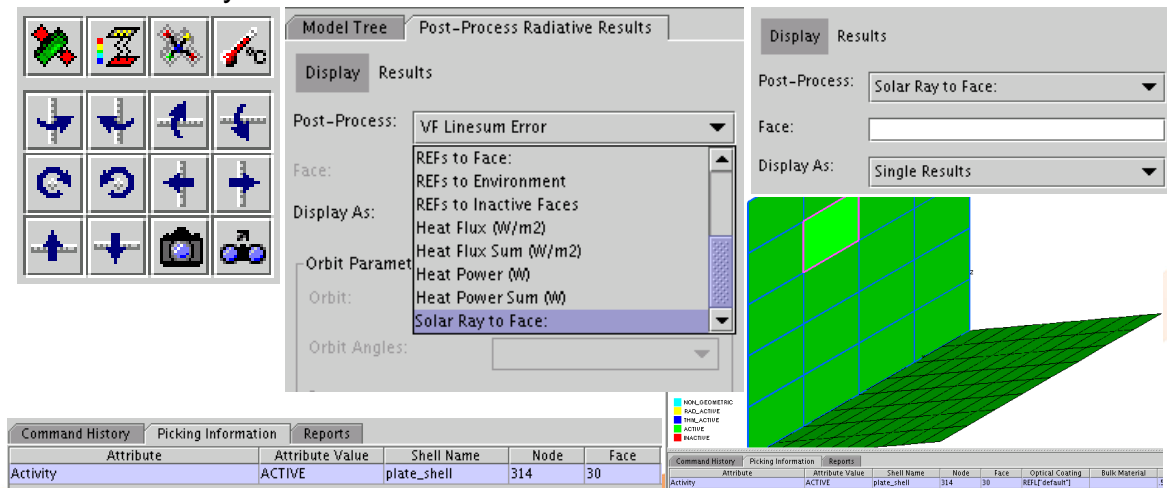 °C
Model Tree
Post-Process Radiative Results
Display Results
Post-Process: VF Linesum Error
REFs to Face:
REFs to Environment
REFs to Inactive Faces
Heat Flux (W/m2)
Heat Flux Sum (W/m2)
Heat Power (W)
Heat Power Sum (W)
Solar Ray to Face:
Face:
Display As:
Orbit Paramet
Orbit:
Orbit Angles:
Display Results
Post-Process: Solar Ray to Face:
Face:
Display As: Single Results
z
NON_GEOMETRIC
RAD_ACTIVE
THM_ACTIVE
ACTIVE
INACTIVE
Command History Picking Information Reports
Attribute Attribute Value Shell Name Node Face
Activity ACTIVE plate_shell 314 30
Command History Picking Information Reports
Attribute Attribute Value Shell Name Node Face Optical Coating Bulk Material
Activity ACTIVE plate_shell 314 30 REFL["default"]